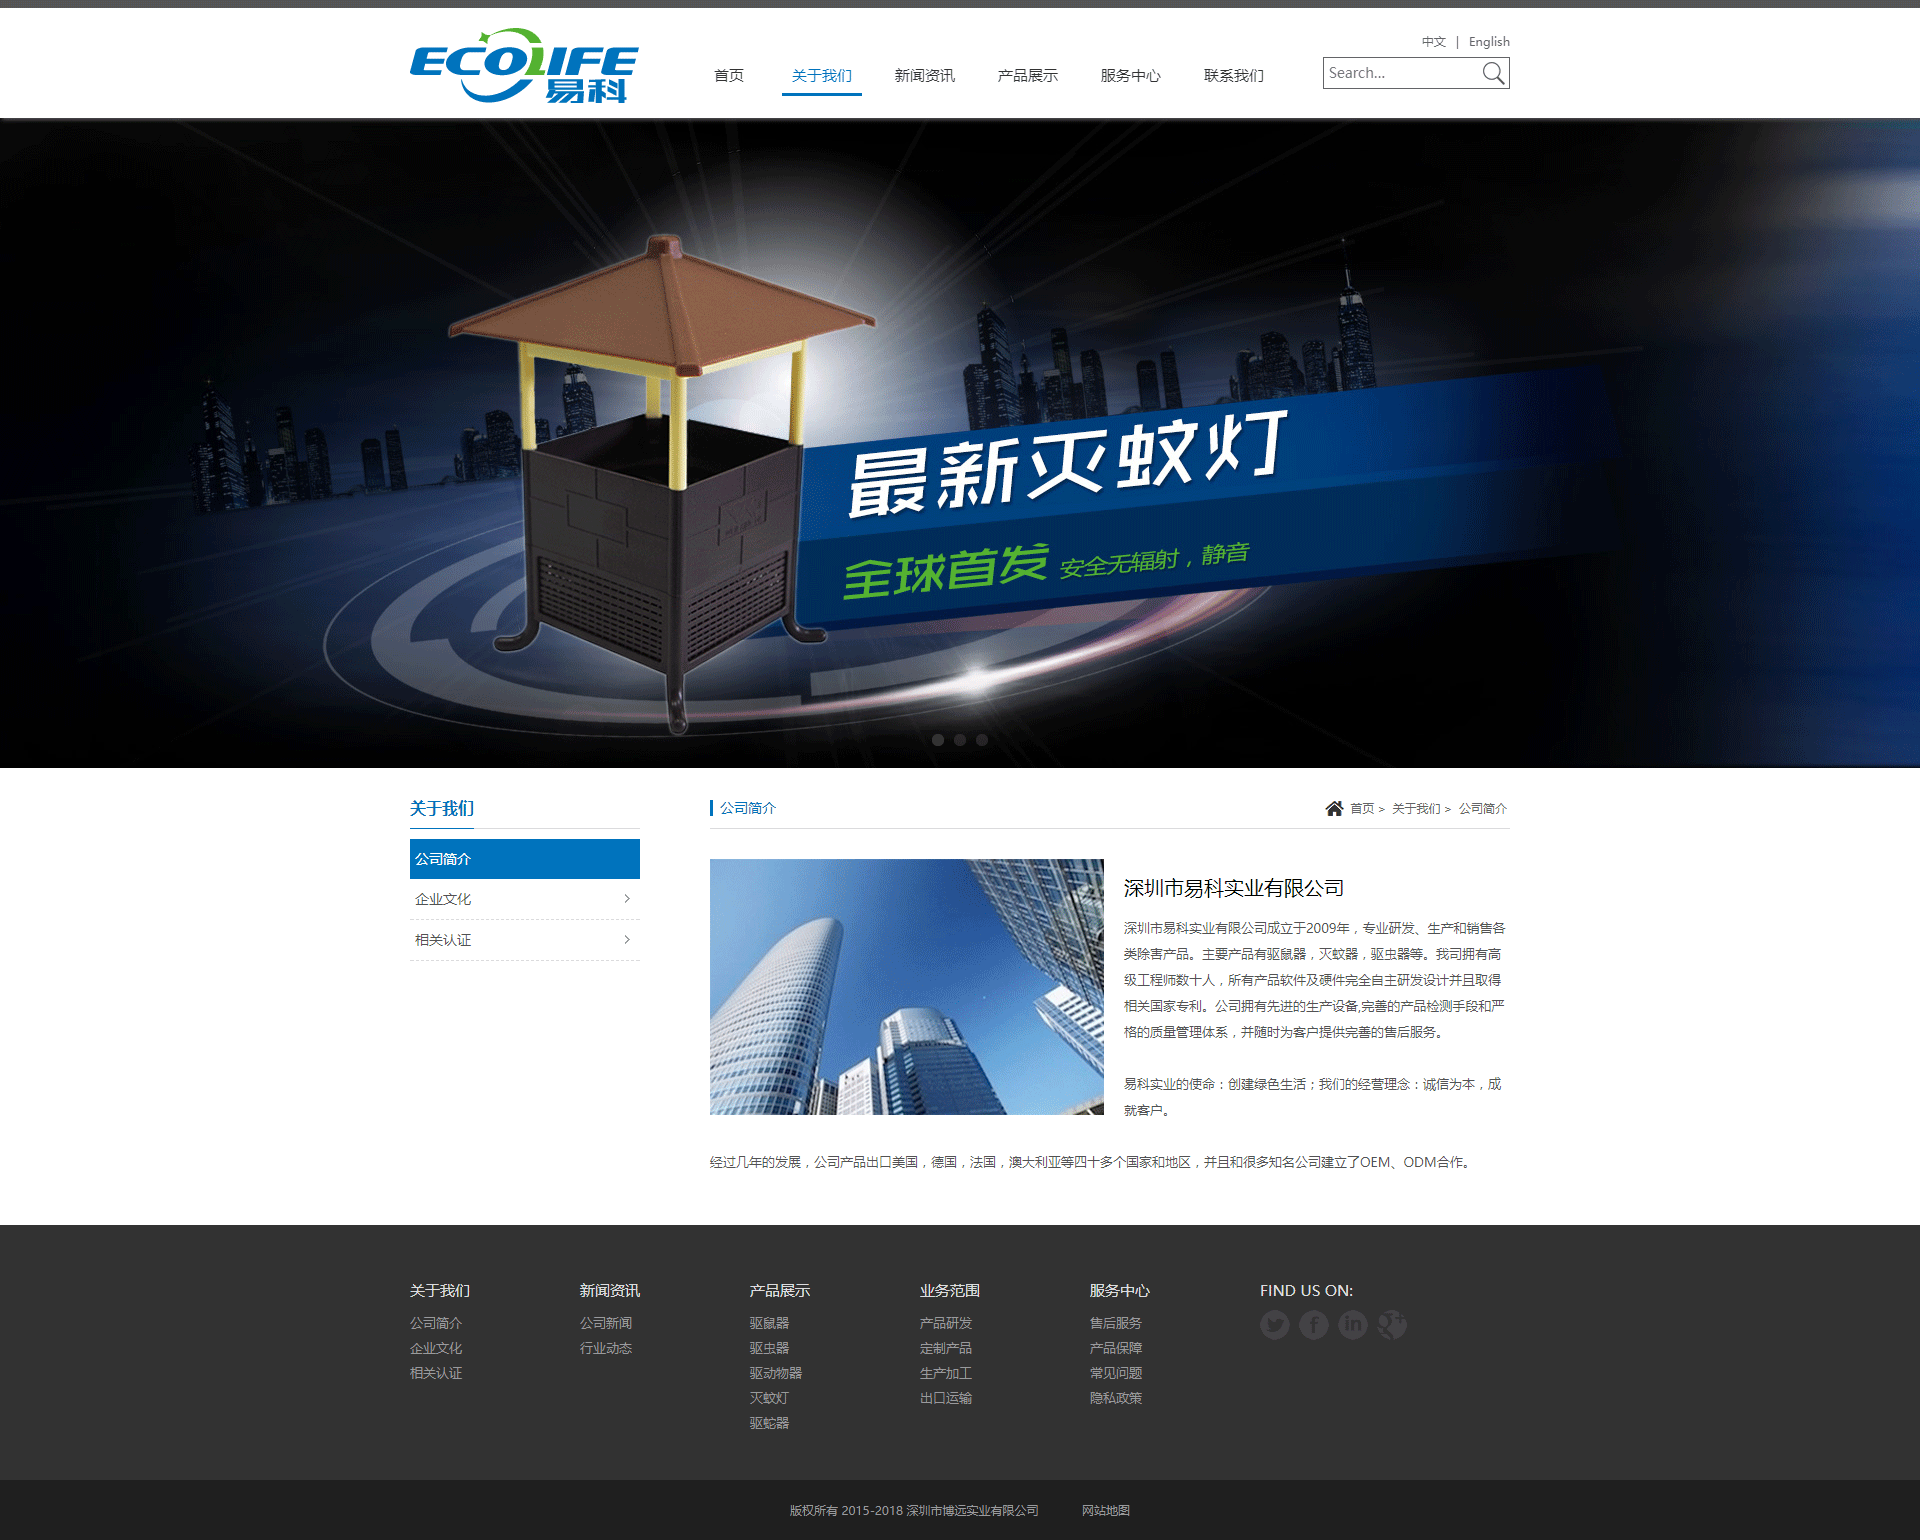 中文 | English
ECOLIFE
易科
首页 关于我们 新闻资讯 产品展示 服务中心 联系我们
Search...
最新灭蚊灯
全球首发 安全无辐射，静音
关于我们
公司简介
企业文化
相关认证
公司简介
首页 > 关于我们 > 公司简介
深圳市易科实业有限公司
深圳市易科实业有限公司成立于2009年，专业研发、生产和销售各
类除害产品。主要产品有驱鼠器，灭蚊器，驱虫器等。我司拥有高
级工程师数十人，所有产品软件及硬件完全自主研发设计并且取得
相关国家专利。公司拥有先进的生产设备,完善的产品检测手段和严
格的质量管理体系，并随时为客户提供完善的售后服务。
易科实业的使命：创建绿色生活；我们的经营理念：诚信为本，成
就客户。
经过几年的发展，公司产品出口美国，德国，法国，澳大利亚等四十多个国家和地区，并且和很多知名公司建立了OEM、ODM合作。
关于我们
公司简介
企业文化
相关认证
新闻资讯
公司新闻
行业动态
产品展示
驱鼠器
驱虫器
驱动物器
灭蚊灯
驱蛇器
业务范围
产品研发
定制产品
生产加工
出口运输
服务中心
售后服务
产品保障
常见问题
隐私政策
FIND US ON:
版权所有 2015-2018 深圳市博远实业有限公司 网站地图